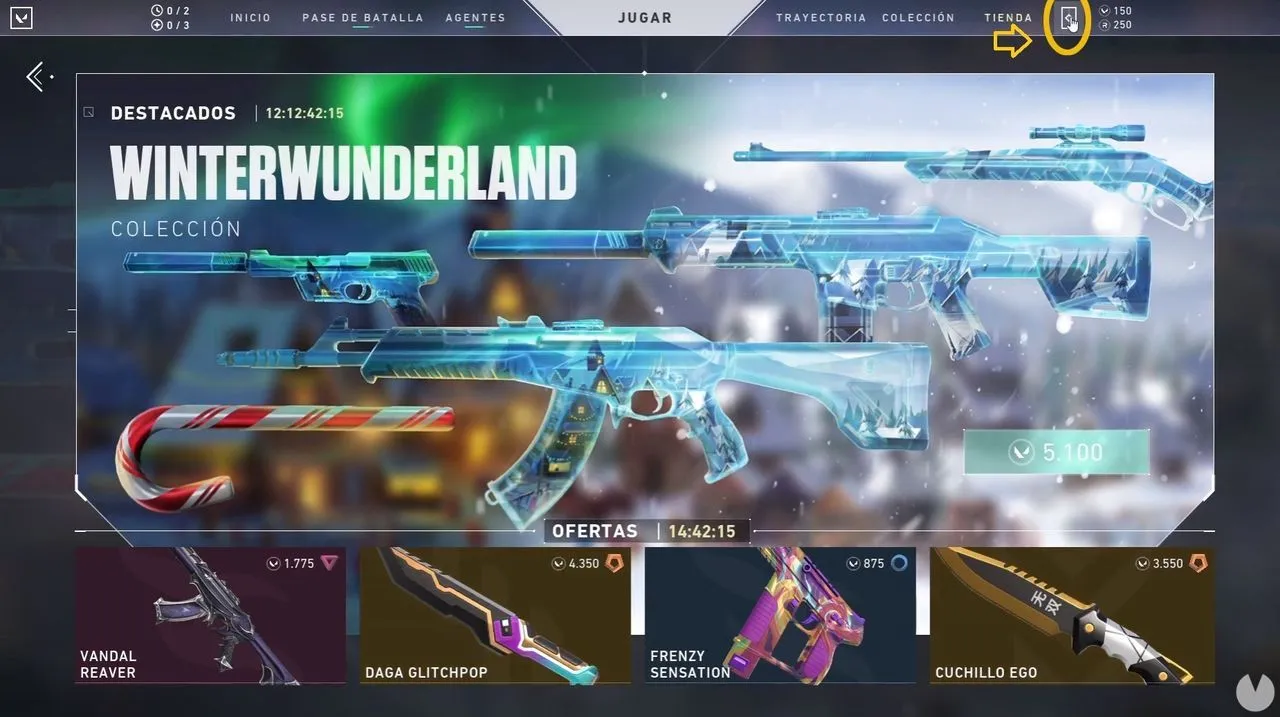 0 / 2
0 / 3
INICIO
PASE DE BATALLA
AGENTES
JUGAR
TRAYECTORIA
COLECCIÓN
TIENDA
150
250
DESTACADOS | 12:12:42:15
WINTERWUNDERLAND
COLECCIÓN
5.100
OFERTAS | 14:42:15
1.775
VANDAL
REAVER
4.350
DAGA GLITCHPOP
875
FRENZY
SENSATION
3.550
无双
CUCHILLO EGO